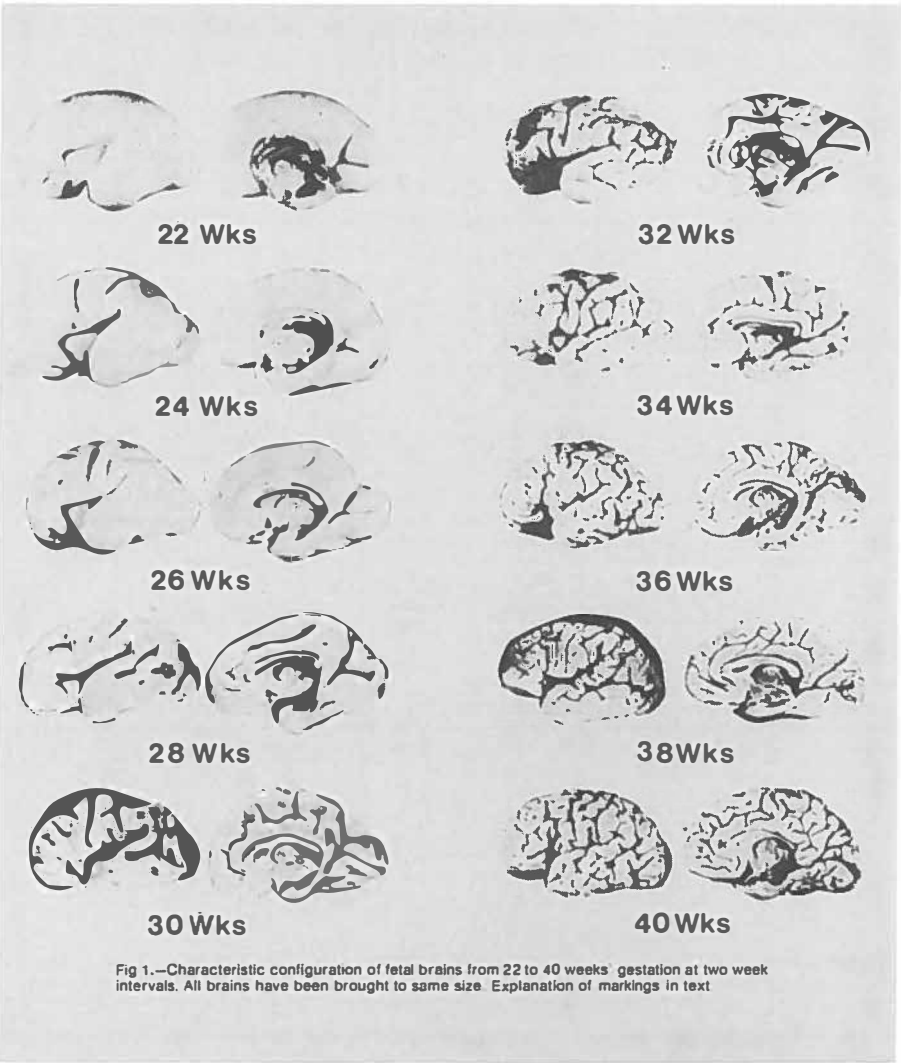 22 Wks
24 Wks
26 Wks
28 Wks
30 Wks
32 Wks
34 Wks
36 Wks
38Wks
40 Wks
Fig 1.—Characteristic configuration of fetal brains from 22 to 40 weeks' gestation at two week
intervals. All brains have been brought to same size. Explanation of markings in text